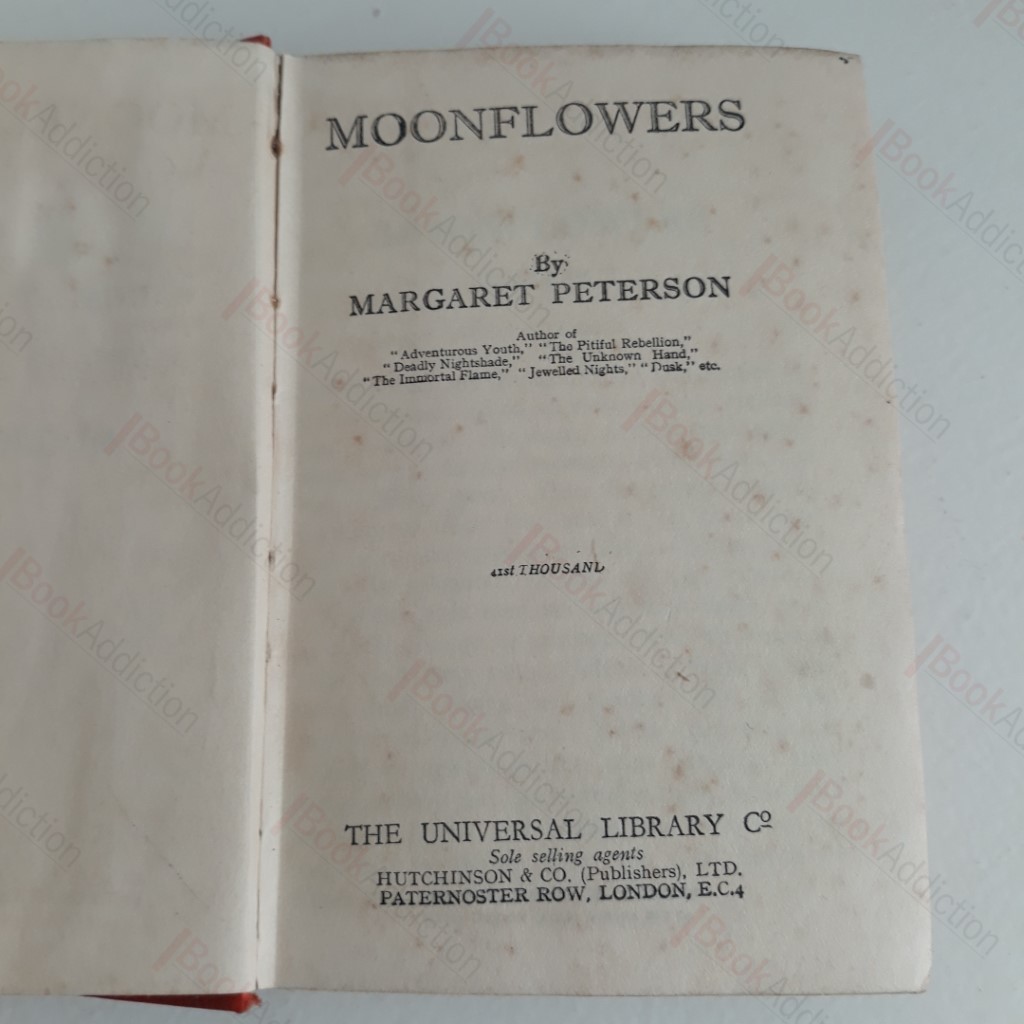 MOONFLOWERS
By
MARGARET PETERSON
Author of
"Adventurous Youth," "The Pitiful Rebellion,"
"Deadly Nightshade," "The Unknown Hand,"
"The Immortal Flame," "Jewelled Nights," "Dusk," etc.
41st THOUSAND
THE UNIVERSAL LIBRARY Cº
Sole selling agents
HUTCHINSON & CO. (Publishers), LTD.
PATERNOSTER ROW, LONDON, E.C.4
BookAddiction